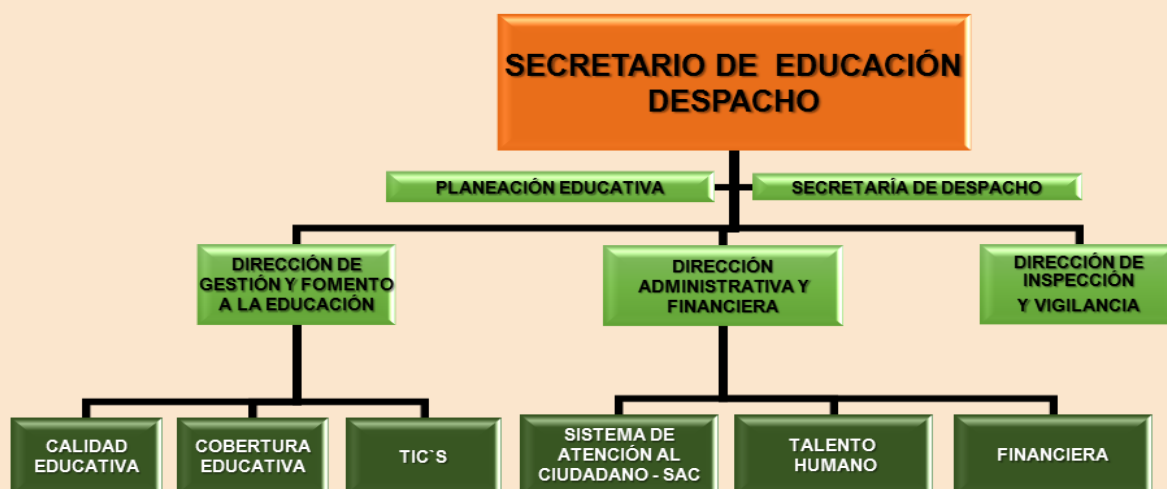 SECRETARIO DE EDUCACIÓN
DESPACHO
PLANEACIÓN EDUCATIVA
SECRETARÍA DE DESPACHO
DIRECCIÓN DE
GESTIÓN Y FOMENTO
A LA EDUCACIÓN
DIRECCIÓN
ADMINISTRATIVA Y
FINANCIERA
DIRECCIÓN DE
INSPECCIÓN
Y VIGILANCIA
CALIDAD
EDUCATIVA
COBERTURA
EDUCATIVA
TIC`S
SISTEMA DE
ATENCIÓN AL
CIUDADANO - SAC
TALENTO
HUMANO
FINANCIERA